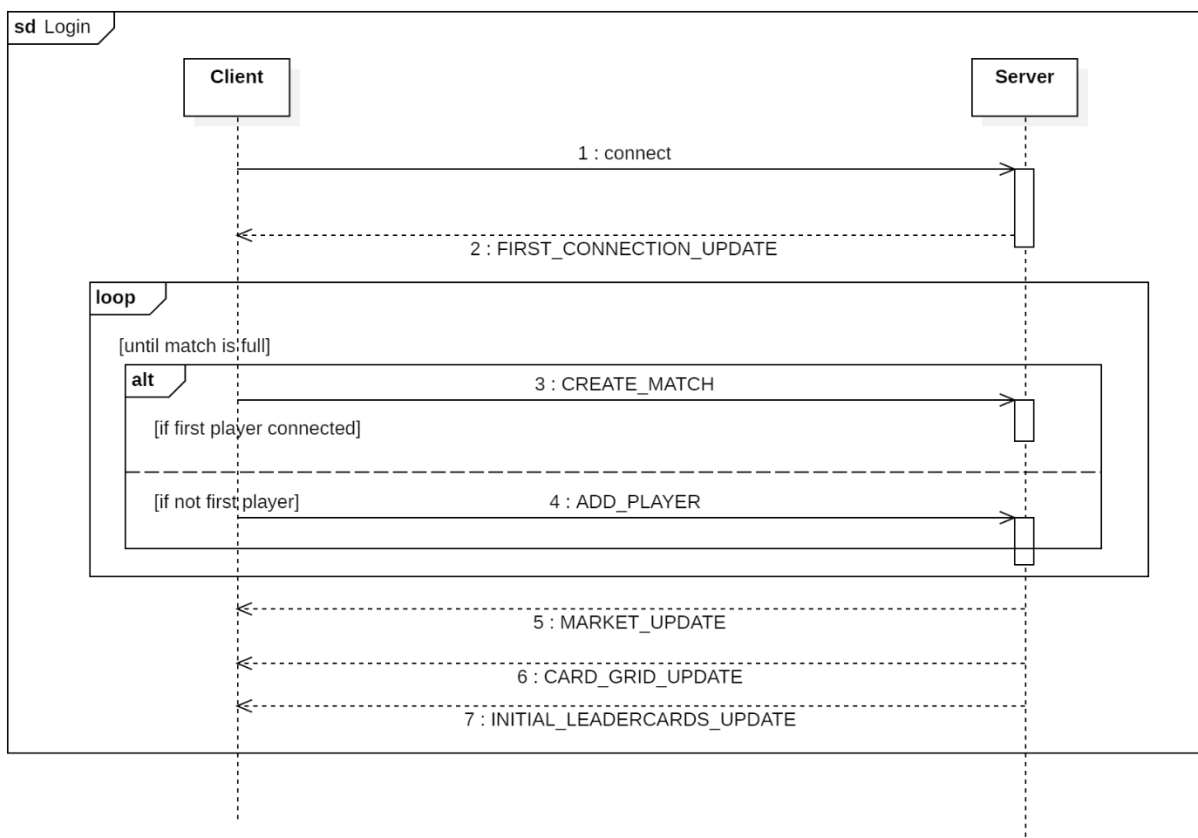 sd Login
Client
Server
1 : connect
2 : FIRST_CONNECTION_UPDATE
loop
[until match is full]
alt
3 : CREATE_MATCH
[if first player connected]
[if not first player]
4 : ADD_PLAYER
5 : MARKET_UPDATE
6 : CARD_GRID_UPDATE
7 : INITIAL_LEADERCARDS_UPDATE